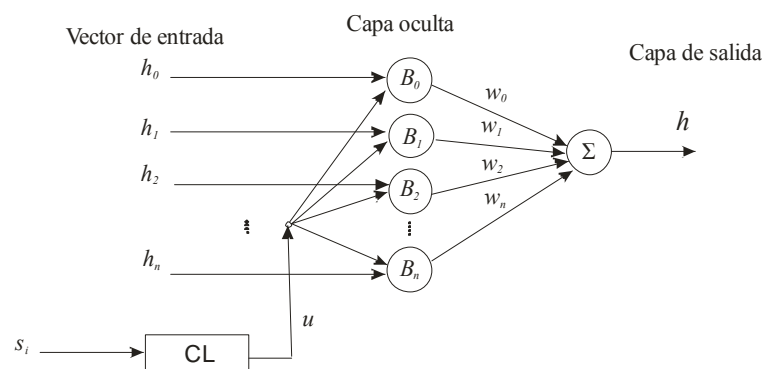 Vector de entrada
Capa oculta
Capa de salida
h₀
B₀
w₀
h₁
B₁
w₁
h
h₂
B₂
w₂
Σ
wₙ
hₙ
Bₙ
u
sᵢ
CL